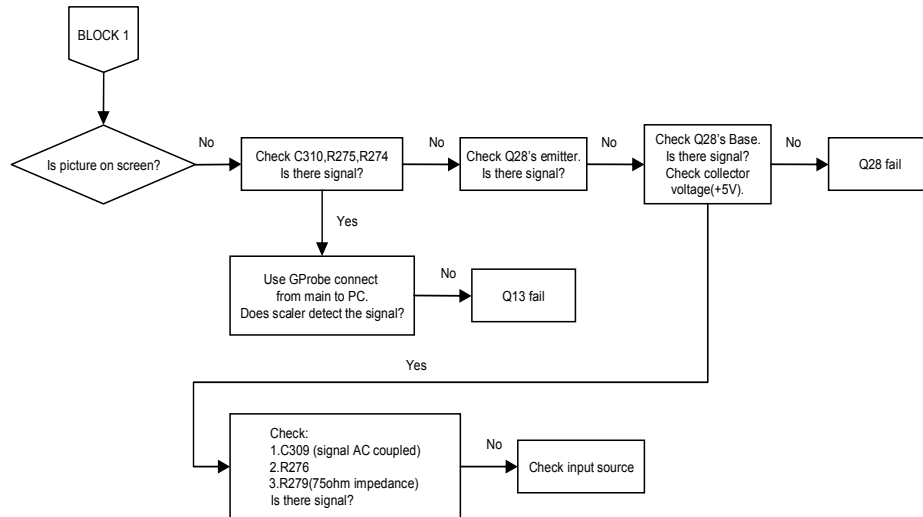 BLOCK 1
Is picture on screen?
No
Check C310,R275,R274
Is there signal?
No
Check Q28's emitter.
Is there signal?
No
Check Q28's Base.
Is there signal?
Check collector
voltage(+5V).
No
Q28 fail
Yes
Use GProbe connect
from main to PC.
Does scaler detect the signal?
No
Q13 fail
Yes
Check:
1.C309 (signal AC coupled)
2.R276
3.R279(75ohm impedance)
Is there signal?
No
Check input source